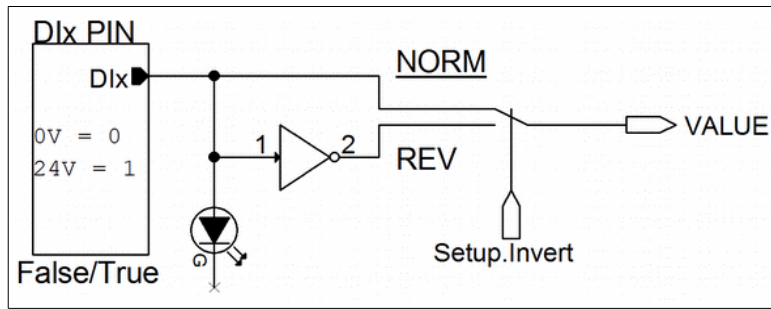 DIx PIN
DIx
0V = 0
24V = 1
False/True
1
2
NORM
REV
G
Setup.Invert
VALUE